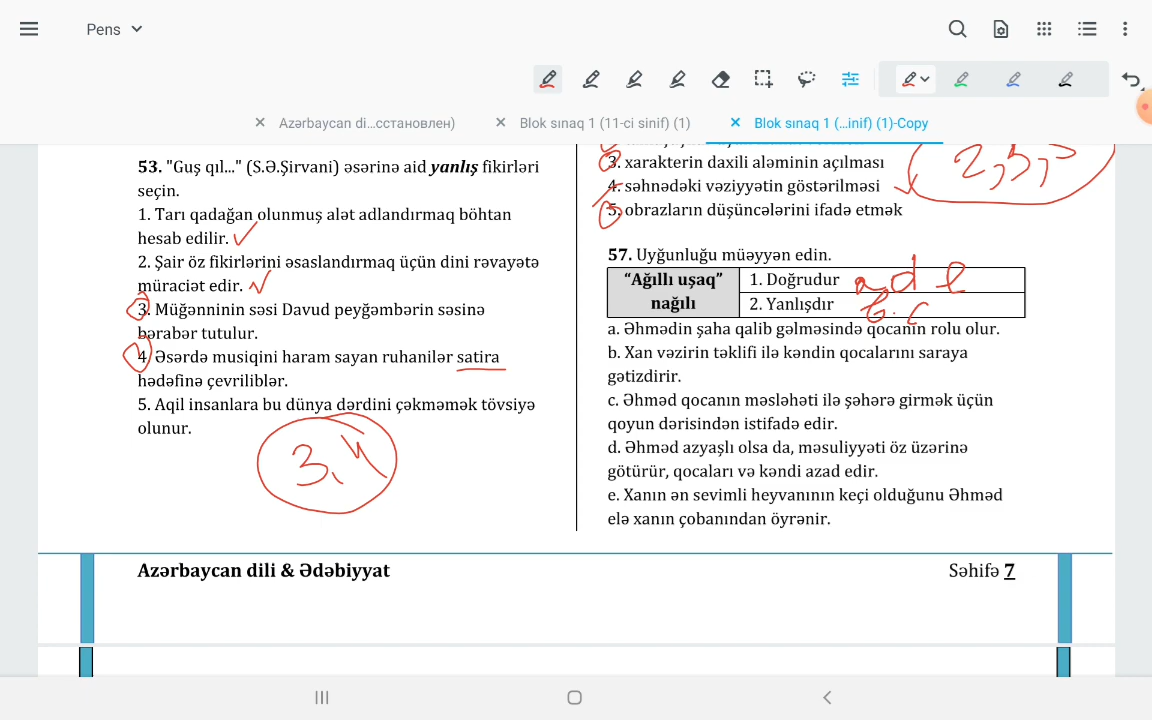 Pens
Azərbaycan di...сстановлен)
Blok sınaq 1 (11-ci sinif) (1)
Blok sınaq 1 (...inif) (1)-Copy
53. "Guş qıl..." (S.Ə.Şirvani) əsərinə aid yanlış fikirləri
seçin.
1. Tarı qadağan olunmuş alət adlandırmaq böhtan
hesab edilir.
2. Şair öz fikirlərini əsaslandırmaq üçün dini rəvayətə
müraciət edir.
3. Müğənninin səsi Davud peyğəmbərin səsinə
bərabər tutulur.
4. Əsərdə musiqini haram sayan ruhanilər satira
hədəfinə çevriliblər.
5. Aqil insanlara bu dünya dərdini çəkməmək tövsiyə
olunur.
3,4
3. xarakterin daxili aləminin açılması
4. səhnədəki vəziyyətin göstərilməsi
5. obrazların düşüncələrini ifadə etmək
2,3,5
57. Uyğunluğu müəyyən edin.
“Ağıllı uşaq”
nağılı
1. Doğrudur a d e
2. Yanlışdır b. c
a. Əhmədin şaha qalib gəlməsində qocanın rolu olur.
b. Xan vəzirin təklifi ilə kəndin qocalarını saraya
gətizdirir.
c. Əhməd qocanın məsləhəti ilə şəhərə girmək üçün
qoyun dərisindən istifadə edir.
d. Əhməd azyaşlı olsa da, məsuliyyəti öz üzərinə
götürür, qocaları və kəndi azad edir.
e. Xanın ən sevimli heyvanının keçi olduğunu Əhməd
elə xanın çobanından öyrənir.
Azərbaycan dili & Ədəbiyyat
Səhifə 7